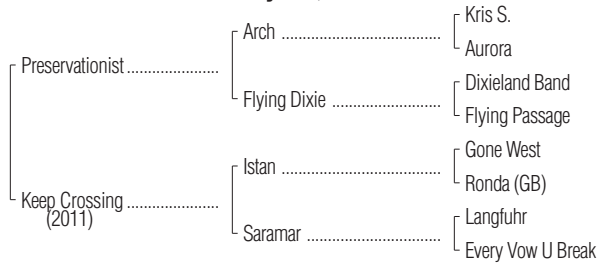 Kris S.
Arch ........................................
Aurora
Preservationist .......................
Dixieland Band
Flying Dixie ...........................
Flying Passage
Gone West
Istan ........................................
Ronda (GB)
Keep Crossing .......................
(2011)
Langfuhr
Saramar .................................
Every Vow U Break